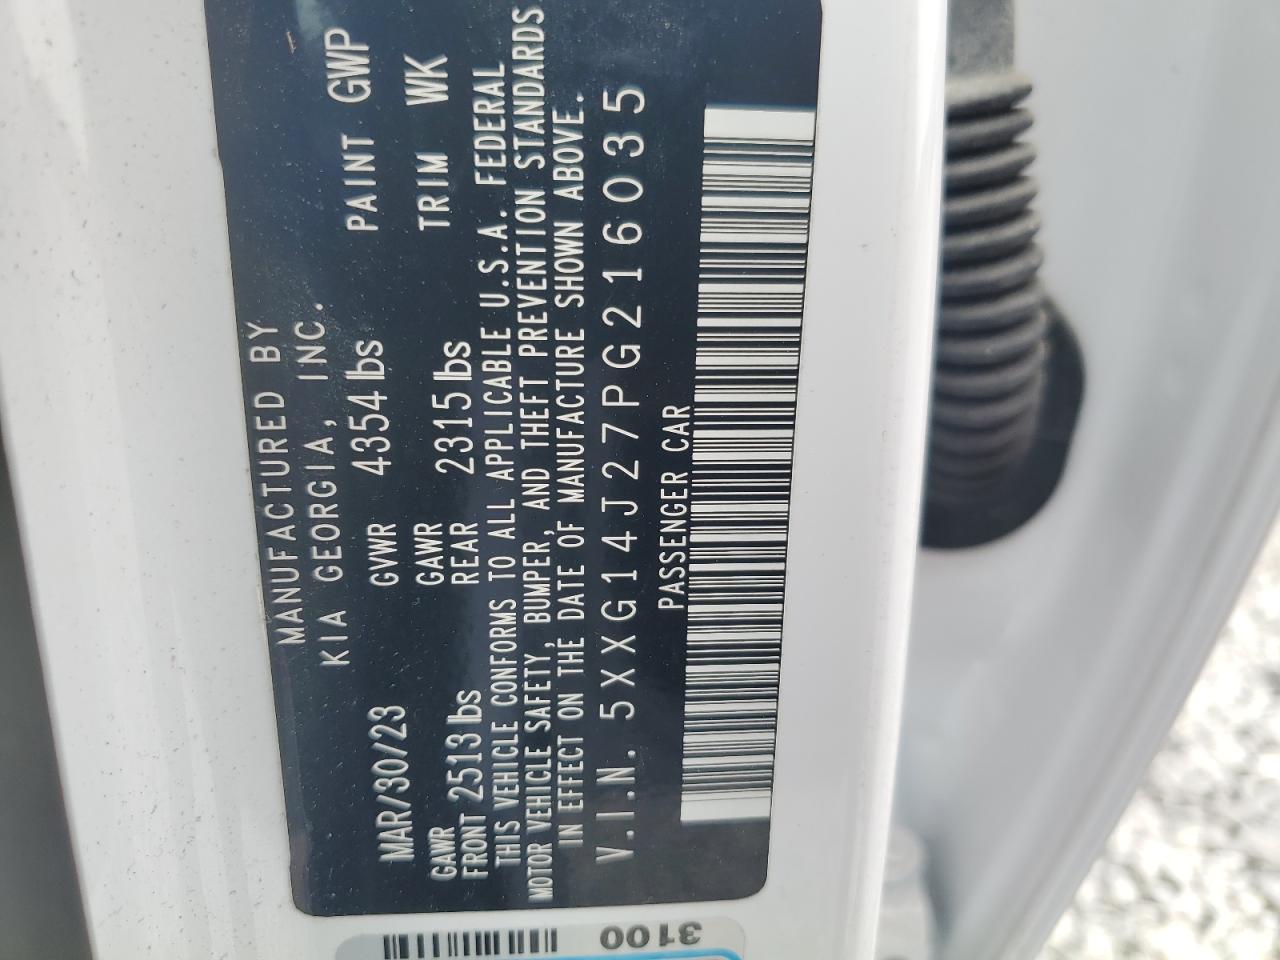 MANUFACTURED BY
KIA GEORGIA, INC.
MAR/30/23 GVWR 4354 lbs PAINT GWP
GAWR FRONT 2513 lbs GAWR REAR 2315 lbs TRIM WK
THIS VEHICLE CONFORMS TO ALL APPLICABLE U.S.A. FEDERAL
MOTOR VEHICLE SAFETY, BUMPER, AND THEFT PREVENTION STANDARDS
IN EFFECT ON THE DATE OF MANUFACTURE SHOWN ABOVE.
V.I.N. 5XXG14J27PG216035
PASSENGER CAR
3100